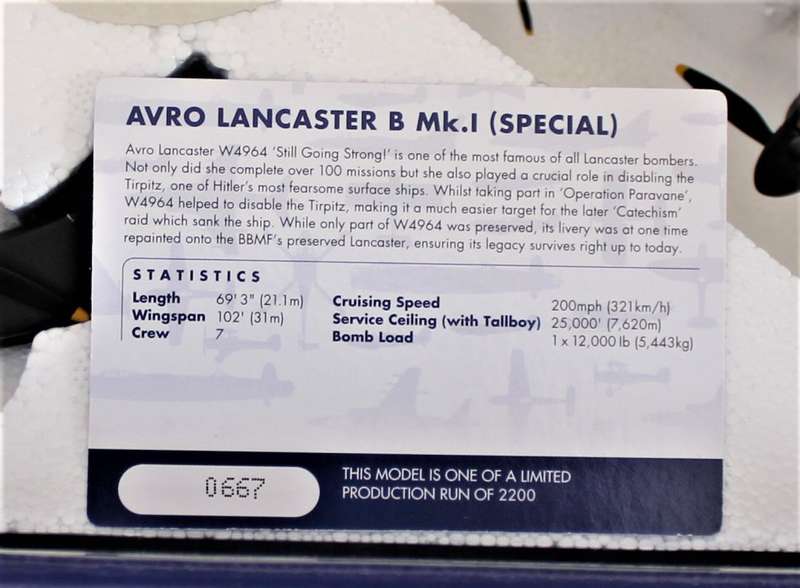 AVRO LANCASTER B Mk.I (SPECIAL)
Avro Lancaster W4964 'Still Going Strong!' is one of the most famous of all Lancaster bombers.
Not only did she complete over 100 missions but she also played a crucial role in disabling the
Tirpitz, one of Hitler's most fearsome surface ships. Whilst taking part in 'Operation Paravane',
W4964 helped to disable the Tirpitz, making it a much easier target for the later 'Catechism'
raid which sank the ship. While only part of W4964 was preserved, its livery was at one time
repainted onto the BBMF's preserved Lancaster, ensuring its legacy survives right up to today.
STATISTICS
Length 69' 3" (21.1m)
Wingspan 102' (31m)
Crew 7
Cruising Speed 200mph (321km/h)
Service Ceiling (with Tallboy) 25,000' (7,620m)
Bomb Load 1 x 12,000 lb (5,443kg)
0667
THIS MODEL IS ONE OF A LIMITED
PRODUCTION RUN OF 2200